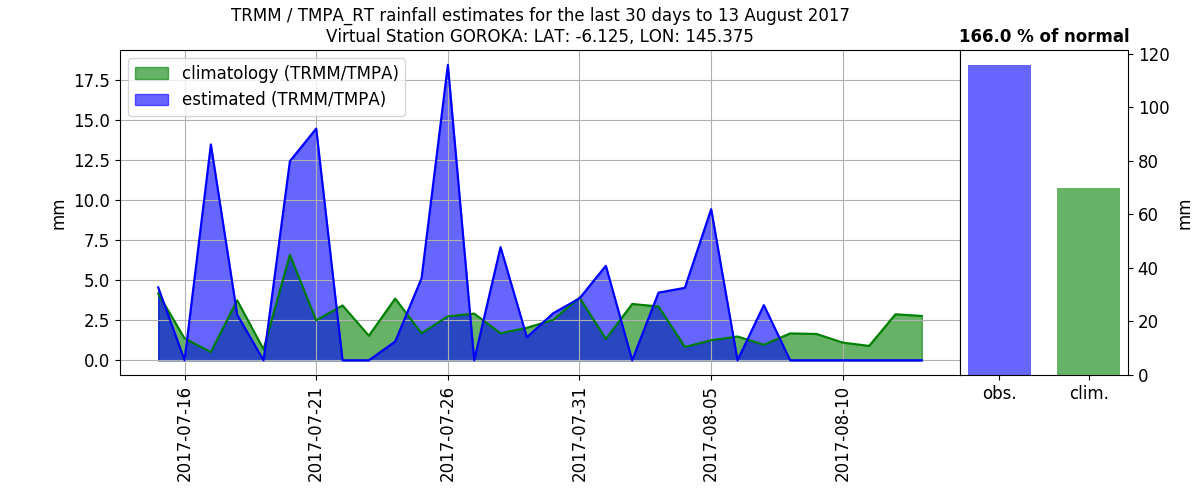 TRMM / TMPA_RT rainfall estimates for the last 30 days to 13 August 2017
Virtual Station GOROKA: LAT: -6.125, LON: 145.375
166.0 % of normal
climatology (TRMM/TMPA)
estimated (TRMM/TMPA)
mm
17.5
15.0
12.5
10.0
7.5
5.0
2.5
0.0
2017-07-16
2017-07-21
2017-07-26
2017-07-31
2017-08-05
2017-08-10
obs.
clim.
120
100
80
60
40
20
0
mm